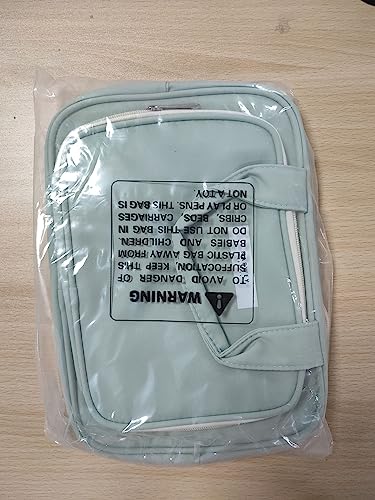 ⚠ WARNING
TO AVOID DANGER OF
SUFFOCATION, KEEP THIS
PLASTIC BAG AWAY FROM
BABIES AND CHILDREN.
DO NOT USE THIS BAG IN
CRIBS, BEDS, CARRIAGES
OR PLAY PENS. THIS BAG IS
NOT A TOY.